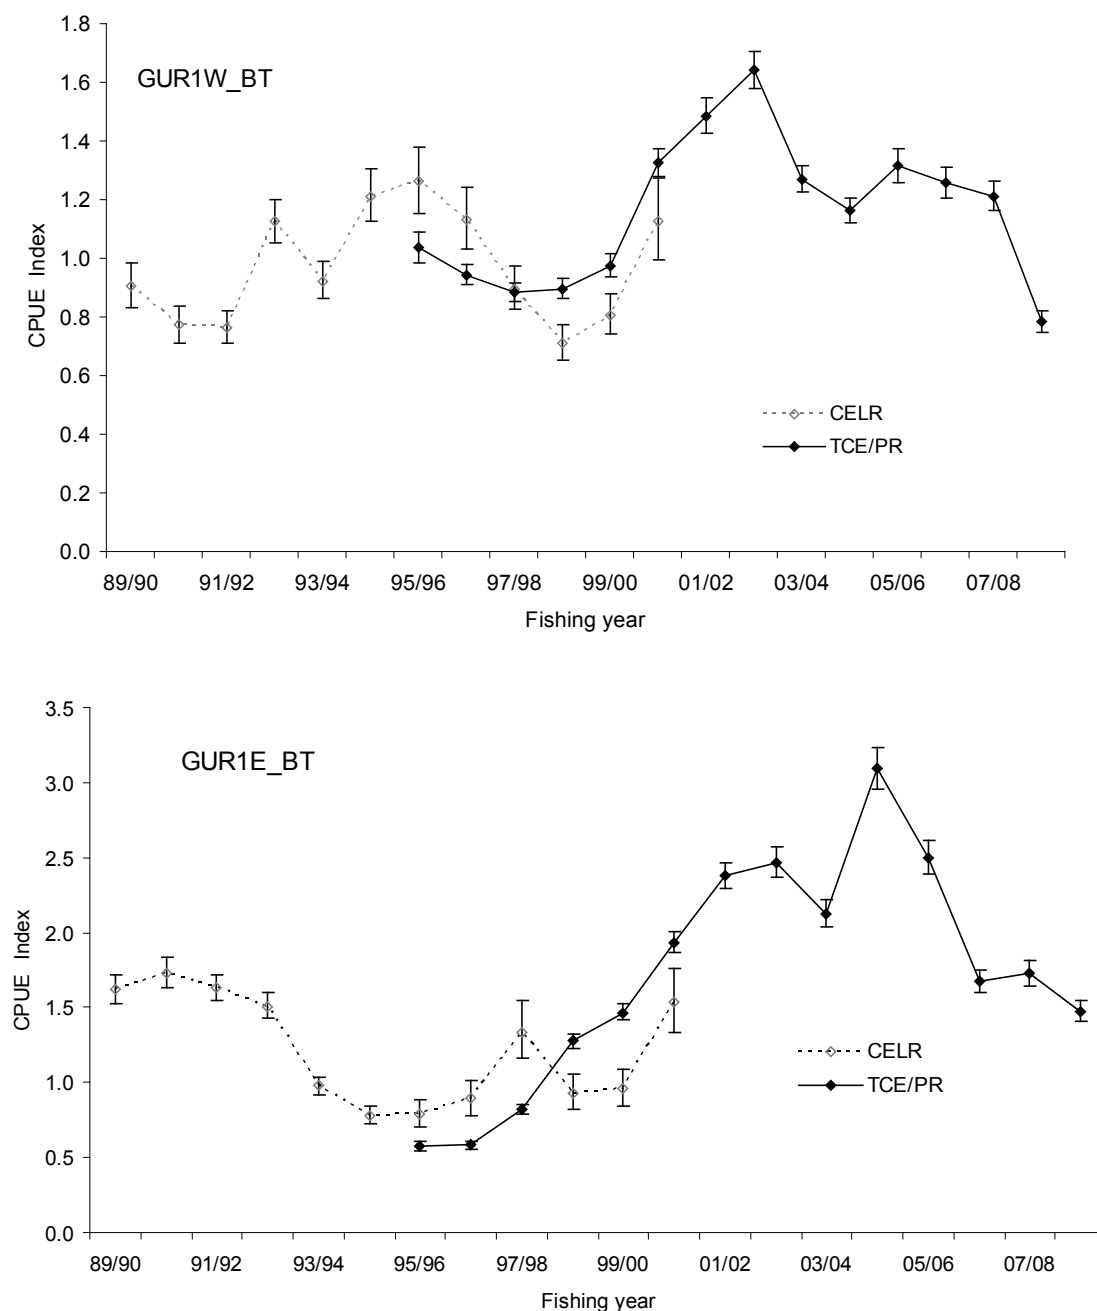 1.8
1.6
1.4
1.2
1.0
0.8
0.6
0.4
0.2
0.0
CPUE Index
GUR1W_BT
CELR
TCE/PR
89/90 91/92 93/94 95/96 97/98 99/00 01/02 03/04 05/06 07/08
Fishing year
3.5
3.0
2.5
2.0
1.5
1.0
0.5
0.0
CPUE Index
GUR1E_BT
CELR
TCE/PR
89/90 91/92 93/94 95/96 97/98 99/00 01/02 03/04 05/06 07/08
Fishing year